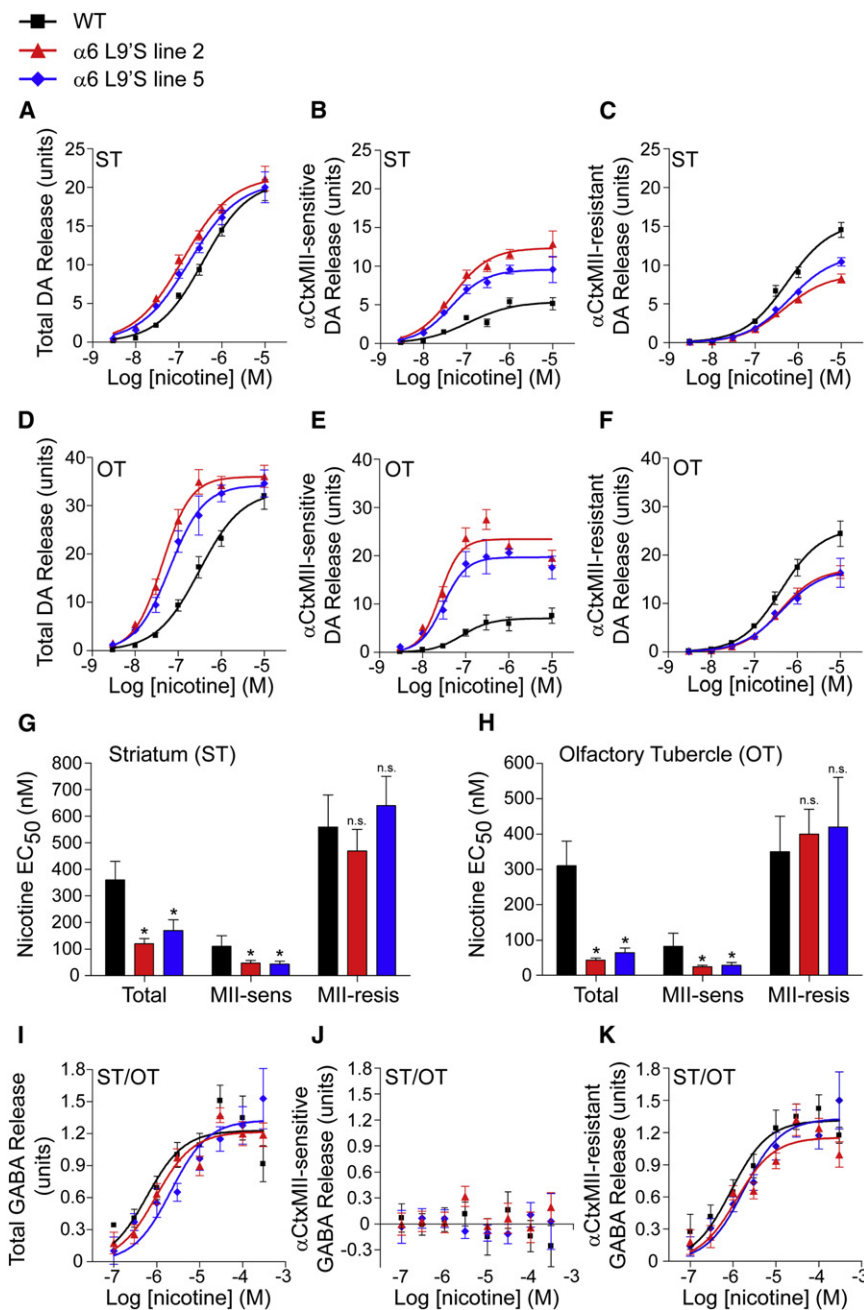 WT
α6 L9'S line 2
α6 L9'S line 5
A
ST
Total DA Release (units)
25
20
15
10
5
0
-9 -8 -7 -6 -5
Log [nicotine] (M)
B
ST
αCtxMII-sensitive
DA Release (units)
25
20
15
10
5
0
-9 -8 -7 -6 -5
Log [nicotine] (M)
C
ST
αCtxMII-resistant
DA Release (units)
25
20
15
10
5
0
-9 -8 -7 -6 -5
Log [nicotine] (M)
D
OT
Total DA Release (units)
40
30
20
10
0
-9 -8 -7 -6 -5
Log [nicotine] (M)
E
OT
αCtxMII-sensitive
DA Release (units)
40
30
20
10
0
-9 -8 -7 -6 -5
Log [nicotine] (M)
F
OT
αCtxMII-resistant
DA Release (units)
40
30
20
10
0
-9 -8 -7 -6 -5
Log [nicotine] (M)
G
Striatum (ST)
Nicotine EC50 (nM)
800
700
600
500
400
300
200
100
0
* * * * n.s. n.s.
Total MII-sens MII-resis
H
Olfactory Tubercle (OT)
Nicotine EC50 (nM)
600
500
400
300
200
100
0
* * * * n.s. n.s.
Total MII-sens MII-resis
I
ST/OT
Total GABA Release
(units)
1.8
1.5
1.2
0.9
0.6
0.3
0
-7 -6 -5 -4 -3
Log [nicotine] (M)
J
ST/OT
αCtxMII-sensitive
GABA Release (units)
1.8
1.5
1.2
0.9
0.6
0.3
0
-0.3
-7 -6 -5 -4 -3
Log [nicotine] (M)
K
ST/OT
αCtxMII-resistant
GABA Release (units)
1.8
1.5
1.2
0.9
0.6
0.3
0
-7 -6 -5 -4 -3
Log [nicotine] (M)